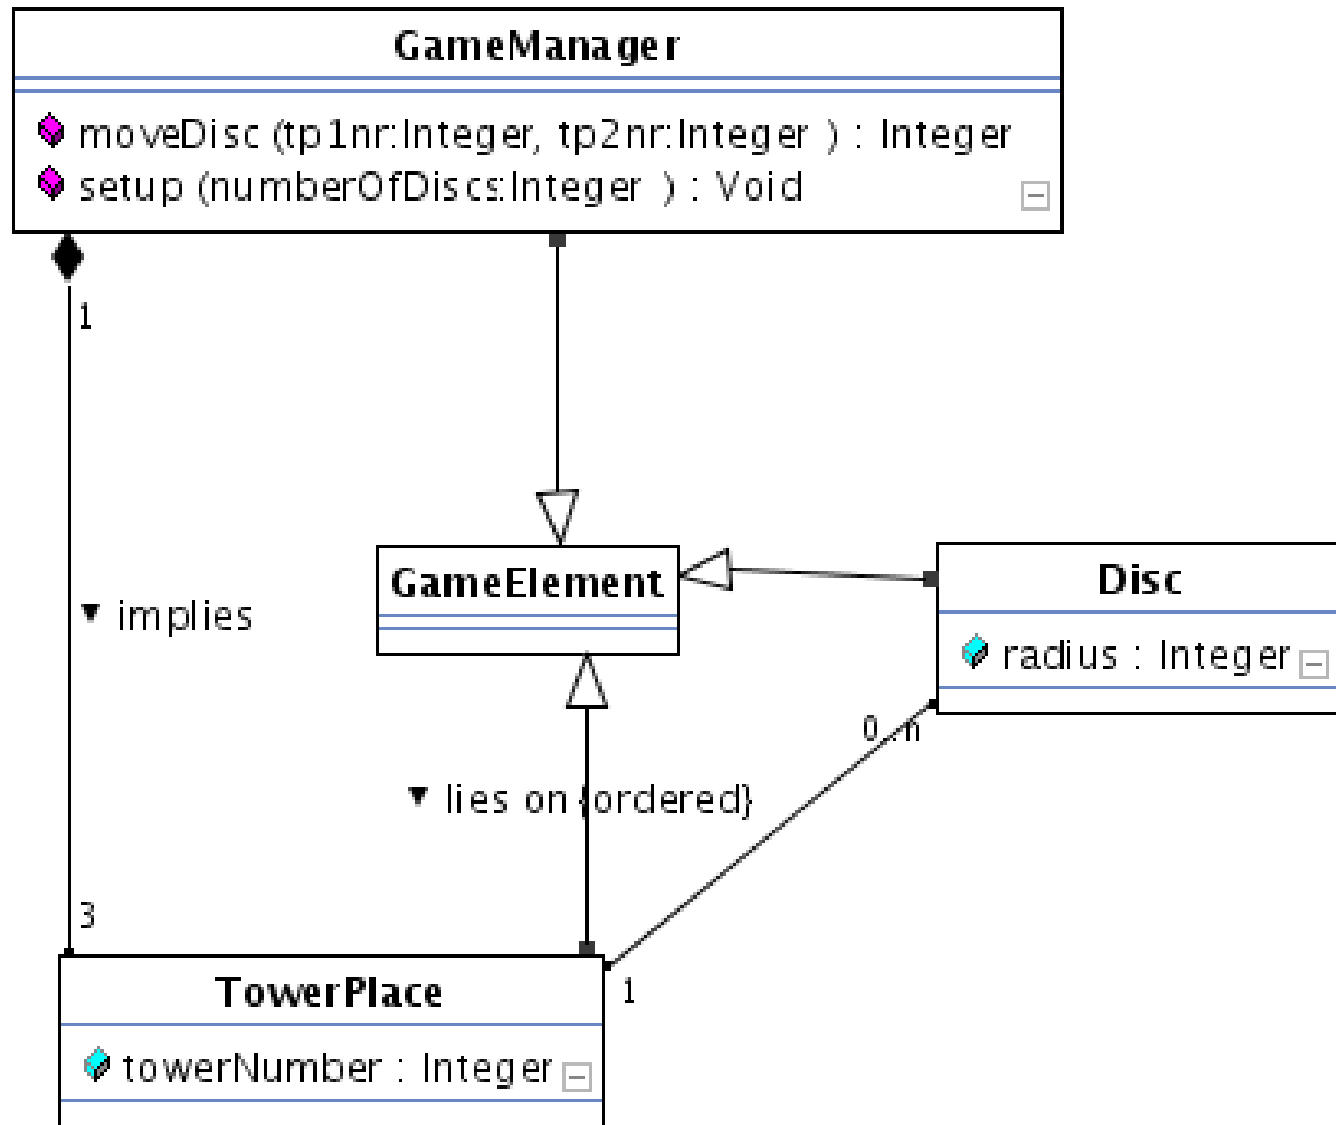 GameManager
moveDisc (tp1nr:Integer, tp2nr:Integer ) : Integer
setup (numberOfDiscs:Integer ) : Void
1
▼ implies
GameElement
Disc
radius : Integer
0..n
▼ lies on {ordered}
3
1
TowerPlace
towerNumber : Integer